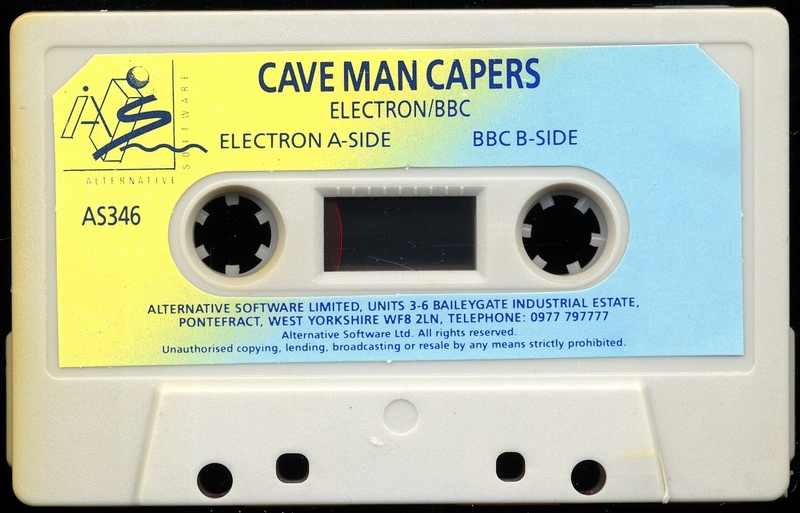 CAVE MAN CAPERS
ELECTRON/BBC
ELECTRON A-SIDE BBC B-SIDE
AS
SOFTWARE
ALTERNATIVE
AS346
ALTERNATIVE SOFTWARE LIMITED, UNITS 3-6 BAILEYGATE INDUSTRIAL ESTATE,
PONTEFRACT, WEST YORKSHIRE WF8 2LN, TELEPHONE: 0977 797777
Alternative Software Ltd. All rights reserved.
Unauthorised copying, lending, broadcasting or resale by any means strictly prohibited.